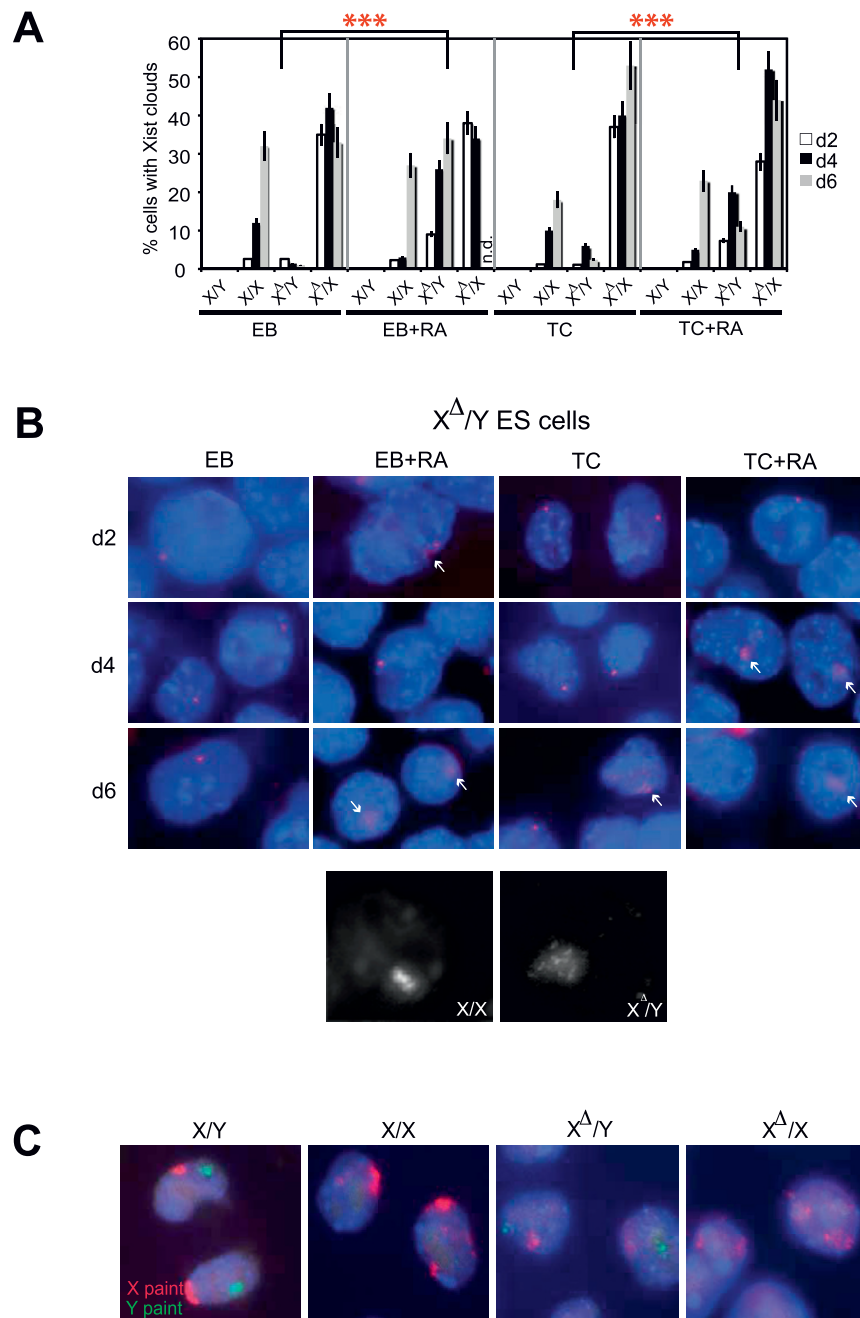 A
*** ***
% cells with Xist clouds
60
50
40
30
20
10
0
n.d.
d2
d4
d6
X/Y X/X XΔ/Y XΔ/X X/Y X/X XΔ/Y XΔ/X X/Y X/X XΔ/Y XΔ/X X/Y X/X XΔ/Y XΔ/X
EB EB+RA TC TC+RA
B
XΔ/Y ES cells
EB EB+RA TC TC+RA
d2
d4
d6
X/X XΔ/Y
C
X/Y X/X XΔ/Y XΔ/X
X paint
Y paint